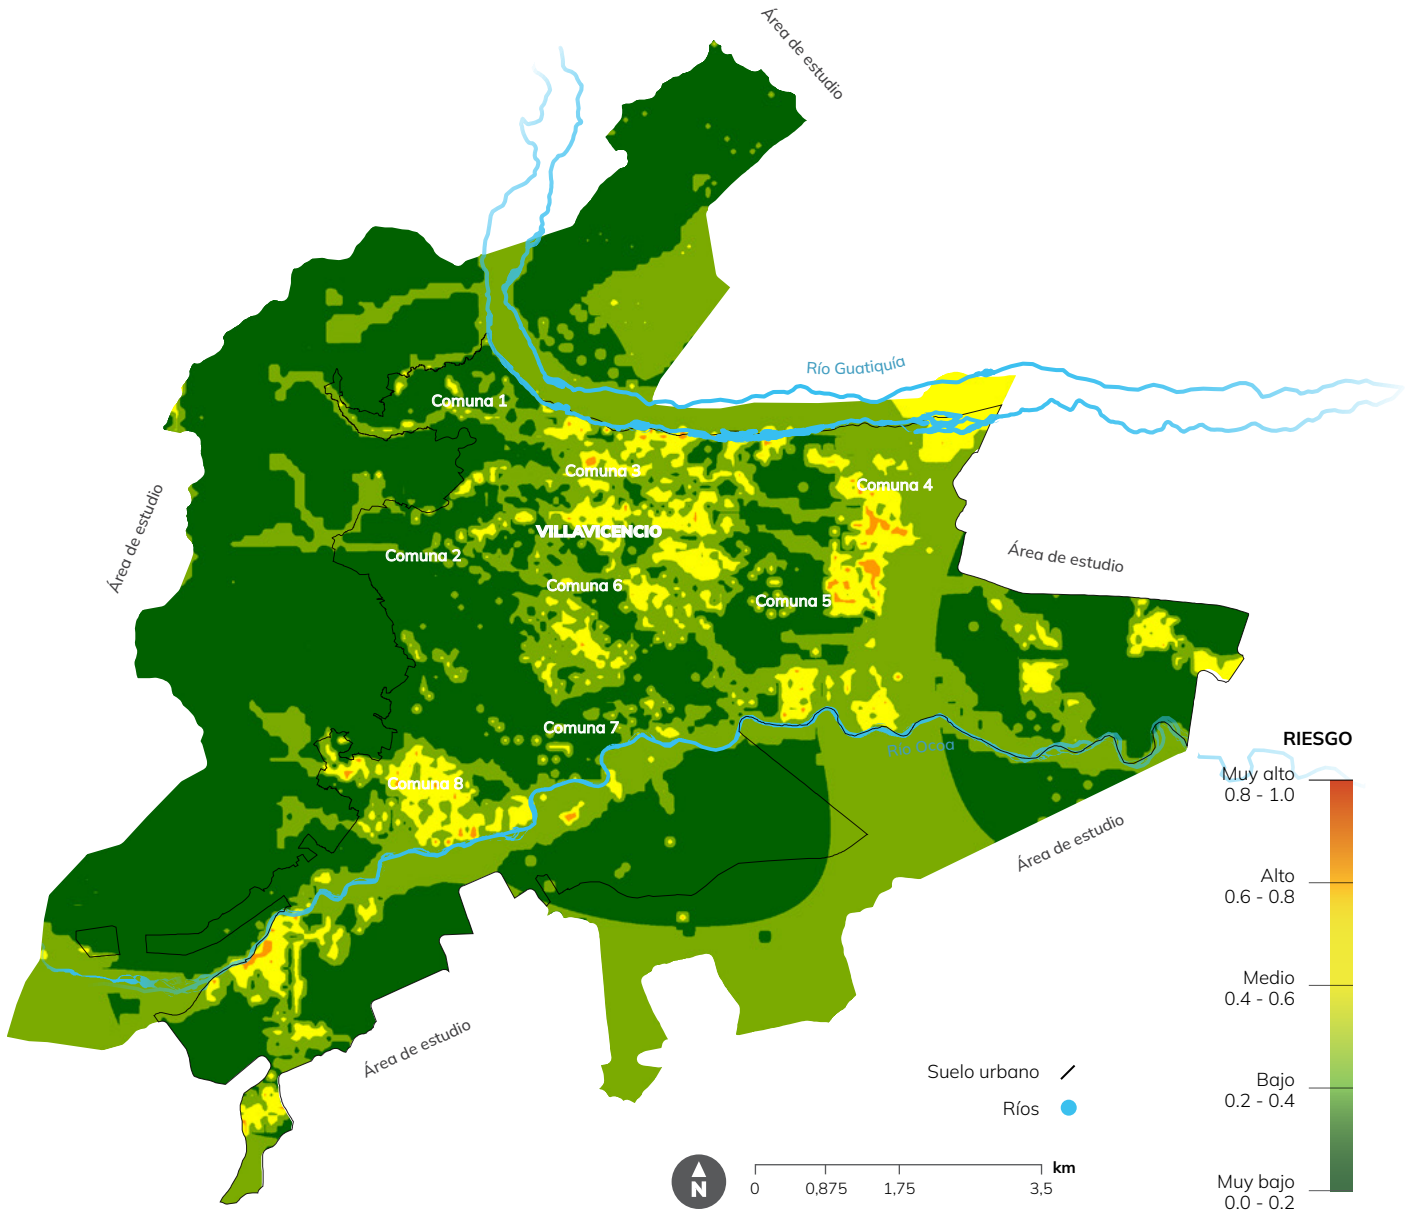 Área de estudio
Río Guatiquía
Comuna 1
Comuna 3
Comuna 4
VILLAVICENCIO
Comuna 2
Área de estudio
Área de estudio
Comuna 6
Comuna 5
Comuna 7
Río Ocoa
Comuna 8
Área de estudio
Área de estudio
RIESGO
Muy alto
0.8 - 1.0
Alto
0.6 - 0.8
Medio
0.4 - 0.6
Bajo
0.2 - 0.4
Muy bajo
0.0 - 0.2
Suelo urbano
Ríos
N
km
0 0,875 1,75 3,5